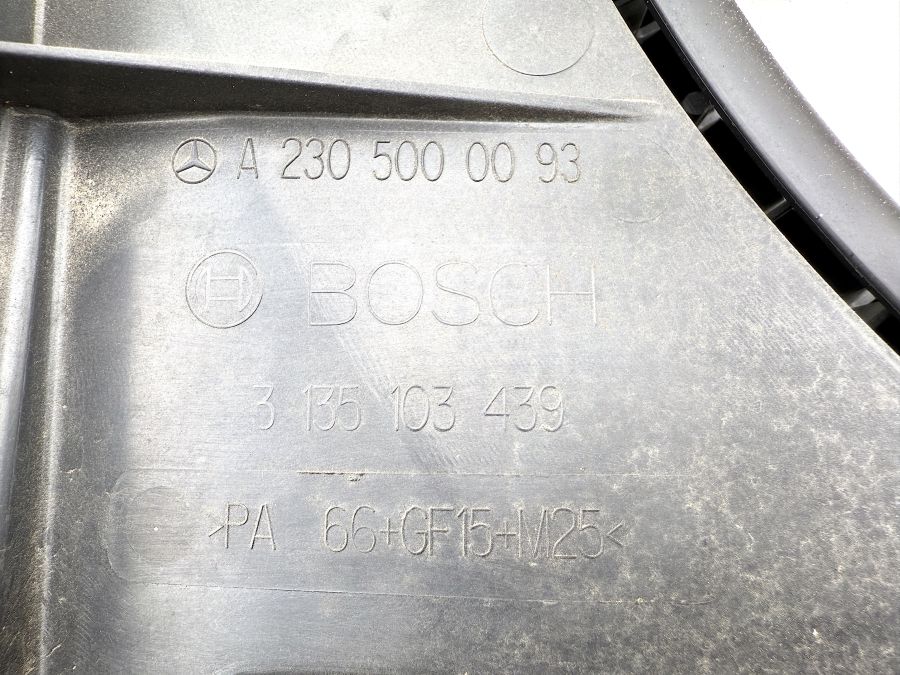 A 230 500 00 93
BOSCH
3 135 103 439
>PA 66+GF15+M25<